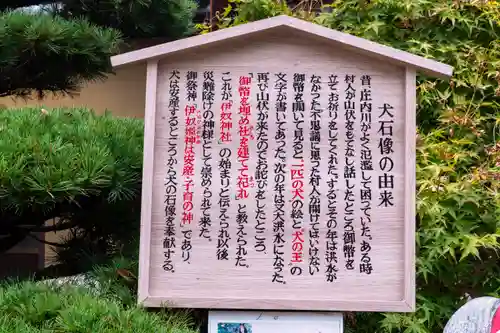 犬石像の由来
昔、庄内川がよく氾濫して困っていた。ある時
村人が山伏をもてなし話したところ御幣を
立てお祈をしてくれた。するとその年は洪水が
なかった。不思議に思った村人が開けてはいけない
御幣を開いて見ると一匹の犬の絵と「犬の王」の
文字が書いてあった。次の年は又大洪水になった。
再び山伏が来たのでお詫びをしたところ、
「御幣を埋め社を建てて祀れ」と教えられた。
これが「伊奴神社」の始まりと伝えられ以後
災難除けの神様として崇められて来た。
御祭神「伊奴姫神は安産・子育の神」であり、
犬は安産するところから犬の石像を奉献する。